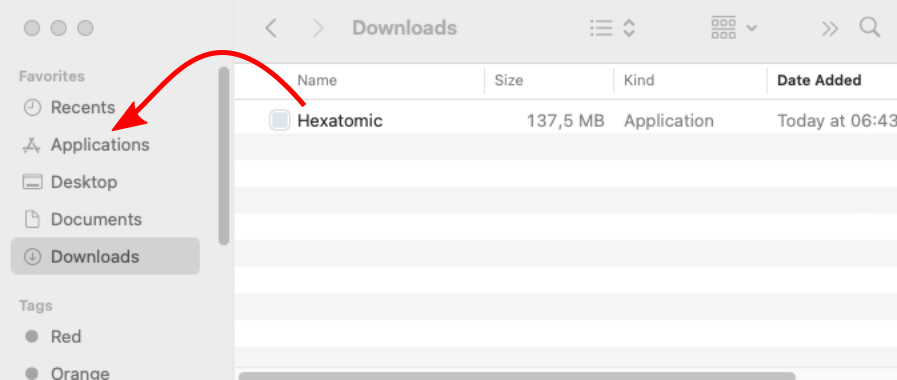 Downloads
Favorites
Recents
Applications
Desktop
Documents
Downloads
Tags
Red
Orange
Name Size Kind Date Added
Hexatomic 137,5 MB Application Today at 06:43